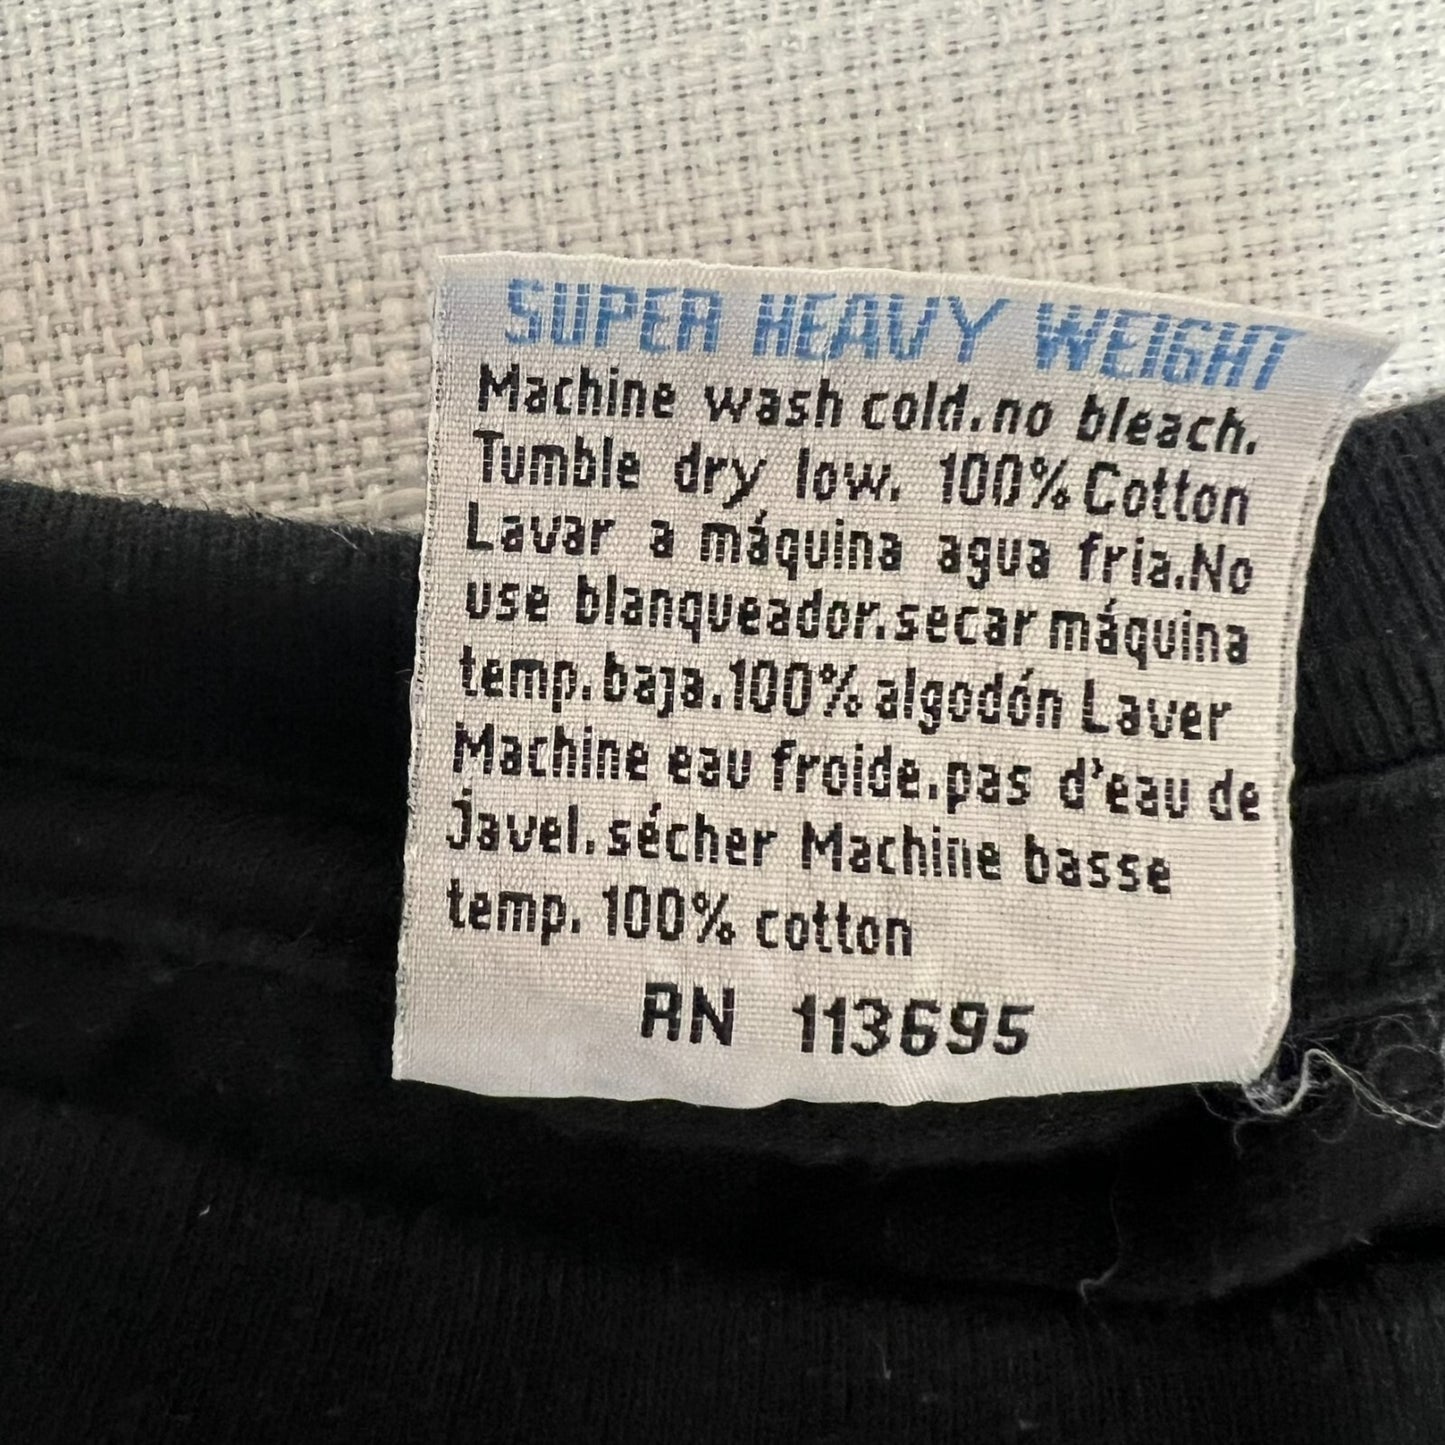 SUPER HEAVY WEIGHT
Machine wash cold.no bleach.
Tumble dry low. 100% Cotton
Lavar a máquina agua fria.No
use blanqueador.secar máquina
temp.baja.100% algodón Laver
Machine eau froide.pas d'eau de
Javel.sécher Machine basse
temp. 100% cotton
RN 113695